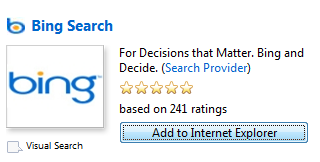 Bing Search
bing
For Decisions that Matter. Bing and
Decide. (Search Provider)
based on 241 ratings
Add to Internet Explorer
Visual Search